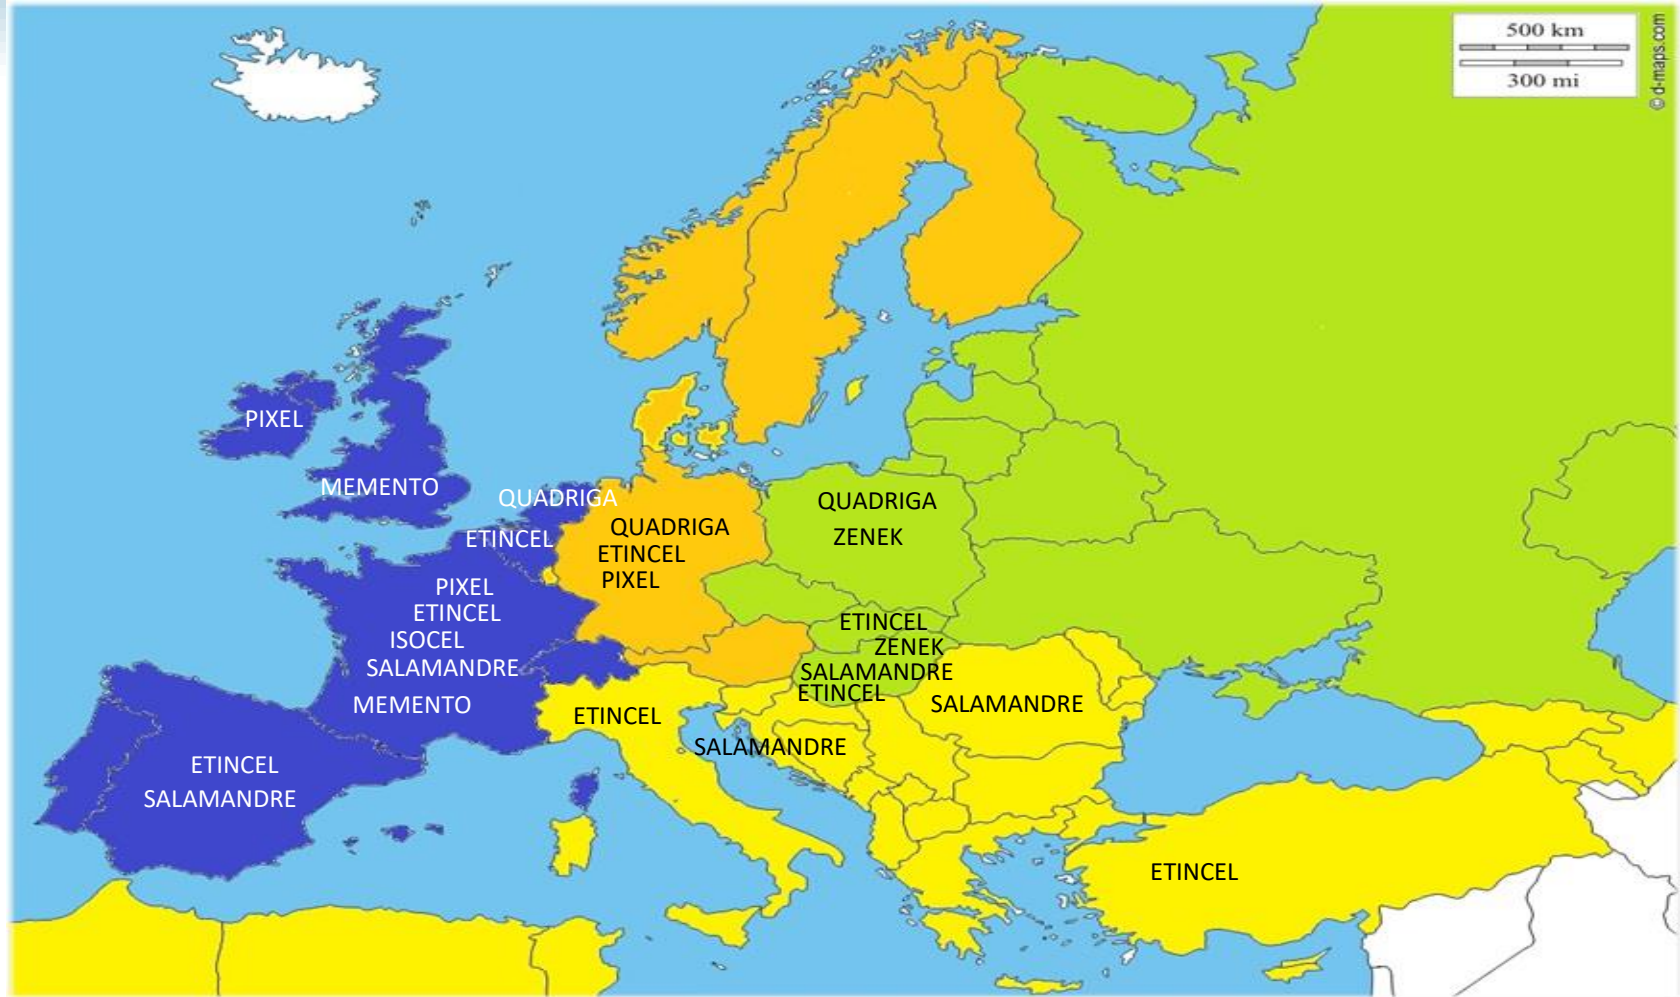 500 km
300 mi
© d-maps.com
PIXEL
MEMENTO
QUADRIGA
ETINCEL
QUADRIGA
ETINCEL
PIXEL
QUADRIGA
ZENEK
PIXEL
ETINCEL
ISOCEL
SALAMANDRE
MEMENTO
ETINCEL
ZENEK
SALAMANDRE
ETINCEL
SALAMANDRE
ETINCEL
SALAMANDRE
ETINCEL
SALAMANDRE
ETINCEL